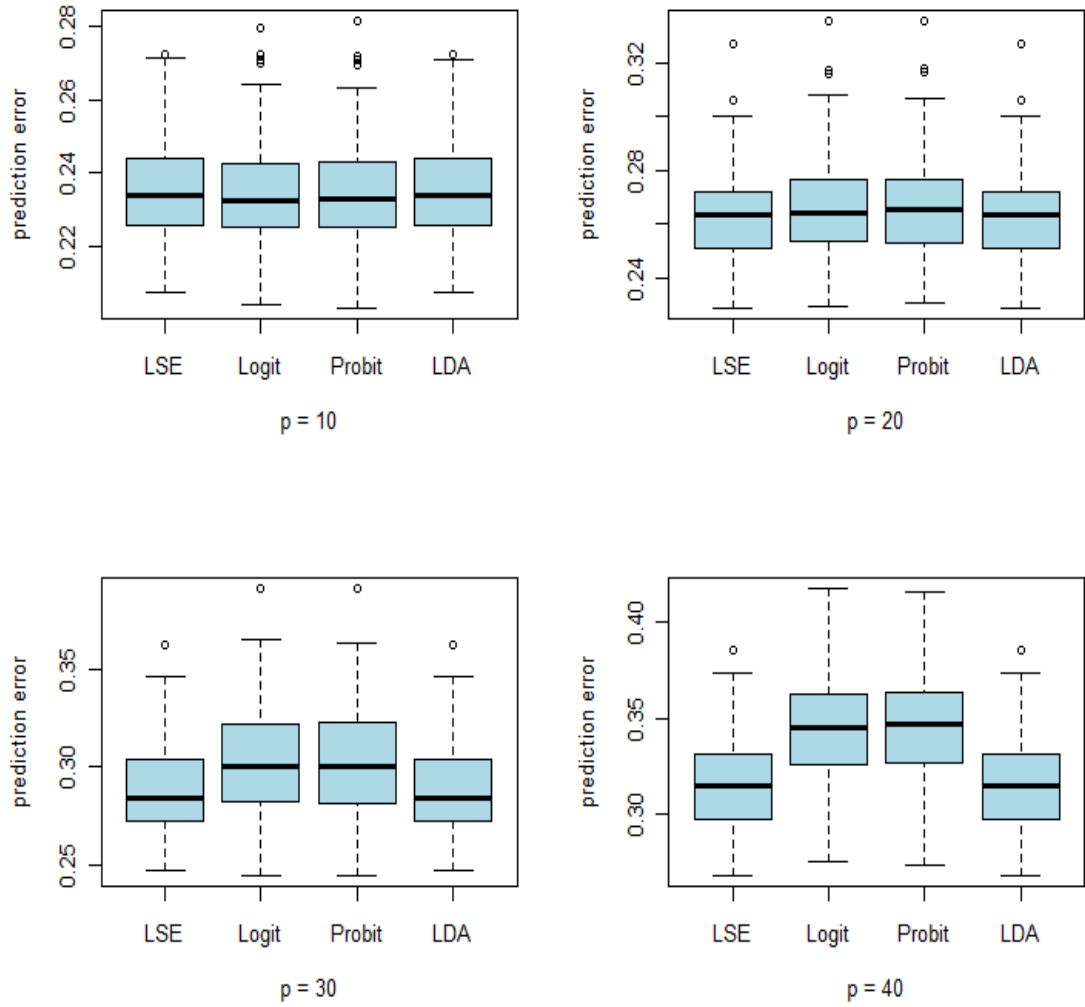 prediction error
0.28
0.26
0.24
0.22
LSE Logit Probit LDA
p = 10
prediction error
0.32
0.28
0.24
LSE Logit Probit LDA
p = 20
prediction error
0.35
0.30
0.25
LSE Logit Probit LDA
p = 30
prediction error
0.40
0.35
0.30
LSE Logit Probit LDA
p = 40